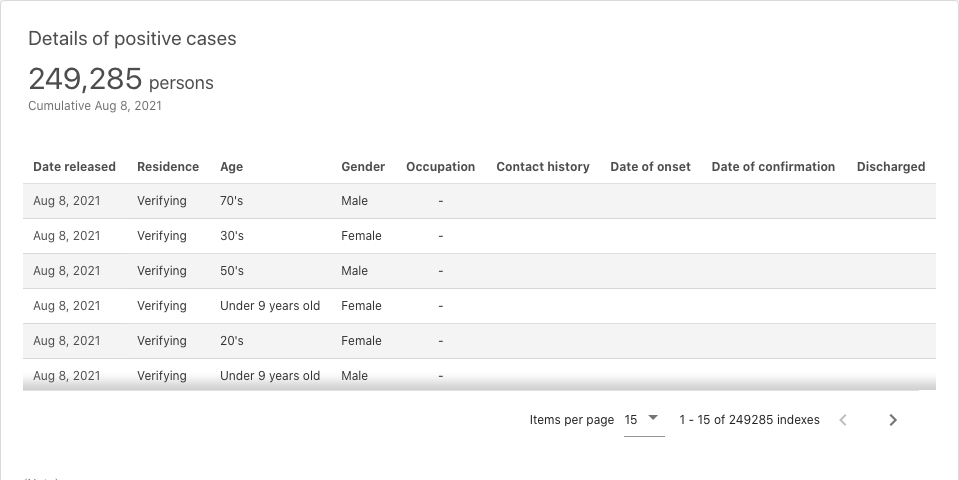 Details of positive cases
249,285 persons
Cumulative Aug 8, 2021
Date released Residence Age Gender Occupation Contact history Date of onset Date of confirmation Discharged
Aug 8, 2021 Verifying 70's Male -
Aug 8, 2021 Verifying 30's Female -
Aug 8, 2021 Verifying 50's Male -
Aug 8, 2021 Verifying Under 9 years old Female -
Aug 8, 2021 Verifying 20's Female -
Aug 8, 2021 Verifying Under 9 years old Male -
Items per page 15 1 - 15 of 249285 indexes